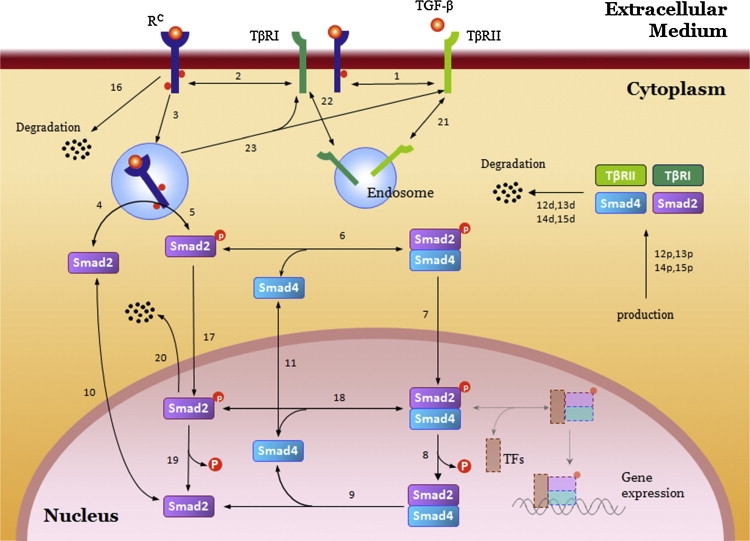 TGF-β
Extracellular
Medium
Rᶜ
TβRI
TβRII
Cytoplasm
16
2
1
3
22
21
23
Degradation
Endosome
Degradation
TβRII
TβRI
Smad4
Smad2
12d,13d
14d,15d
12p,13p
14p,15p
production
4
5
Smad2
p
Smad2
6
Smad2
p
Smad4
Smad4
7
17
20
11
10
Smad2
p
18
Smad2
p
Smad4
19
P
Smad4
8
P
TFs
Gene
expression
Smad2
9
Smad2
Smad4
Nucleus